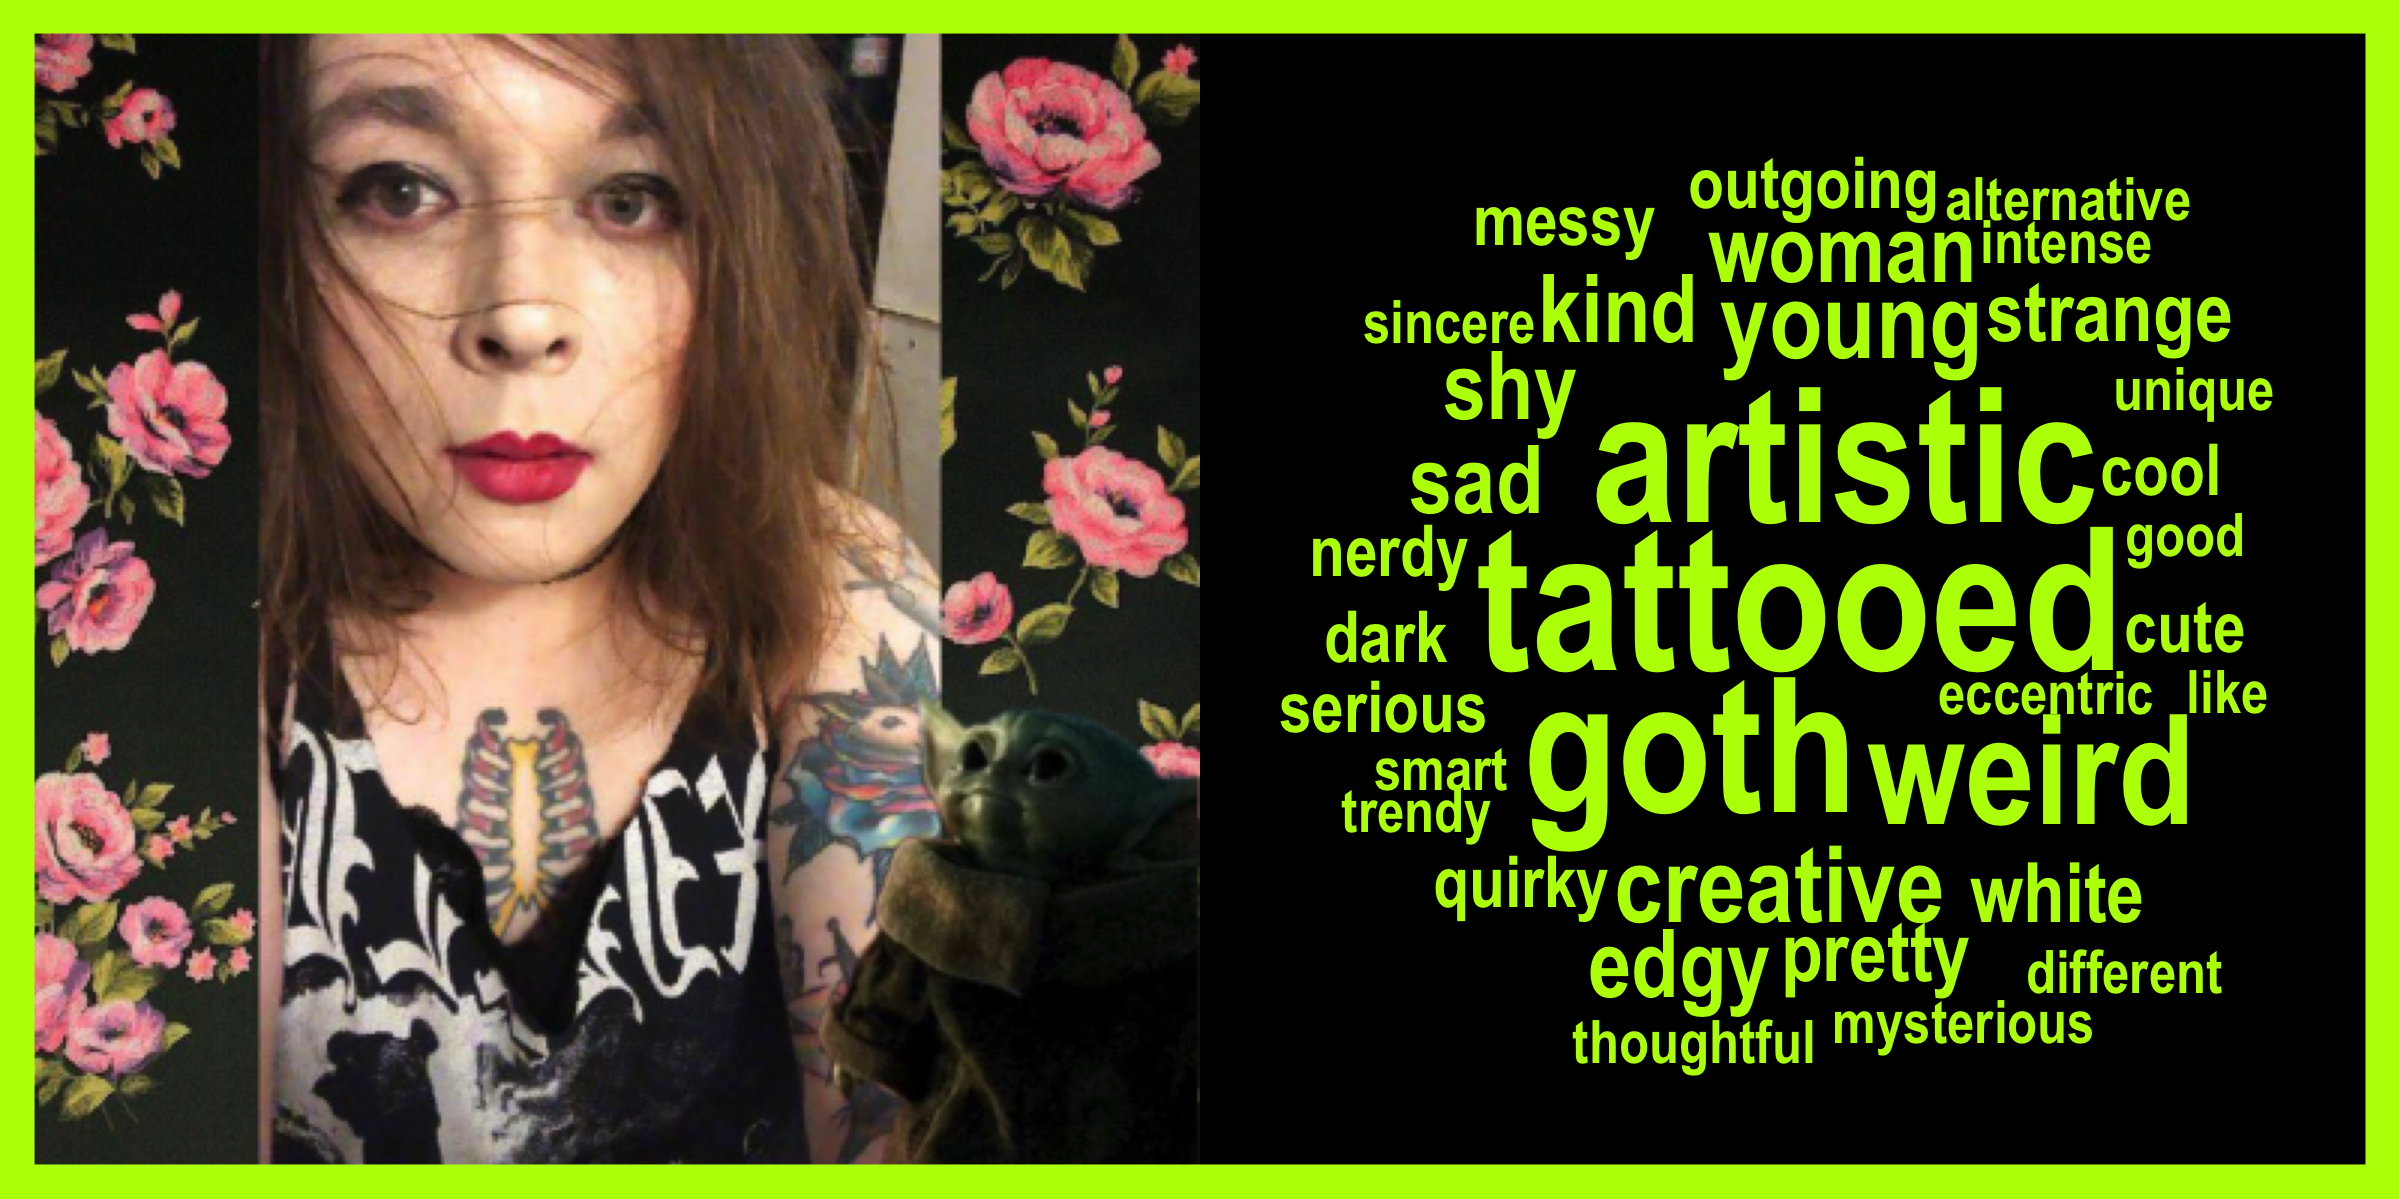 outgoing alternative
messy woman intense
sincere kind young strange
shy artistic unique
sad cool
nerdy tattooed good
dark cute
serious goth eccentric like
smart weird
trendy
quirky creative white
edgy pretty different
thoughtful mysterious